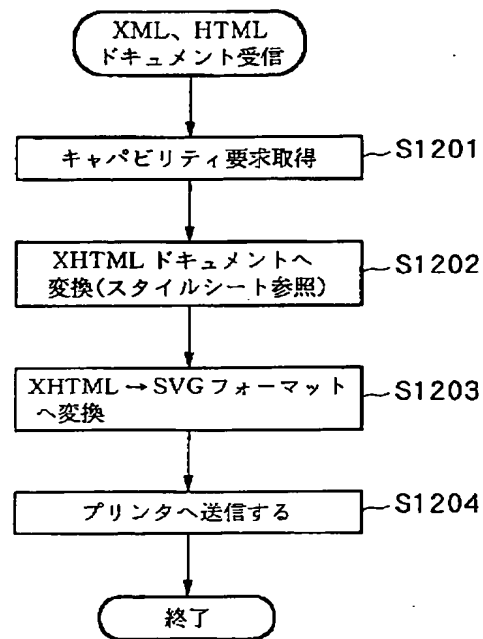 XML、HTML
ドキュメント受信
キャパビリティ要求取得
S1201
XHTML ドキュメントへ
変換(スタイルシート参照)
S1202
XHTML → SVG フォーマット
へ変換
S1203
プリンタへ送信する
S1204
終了